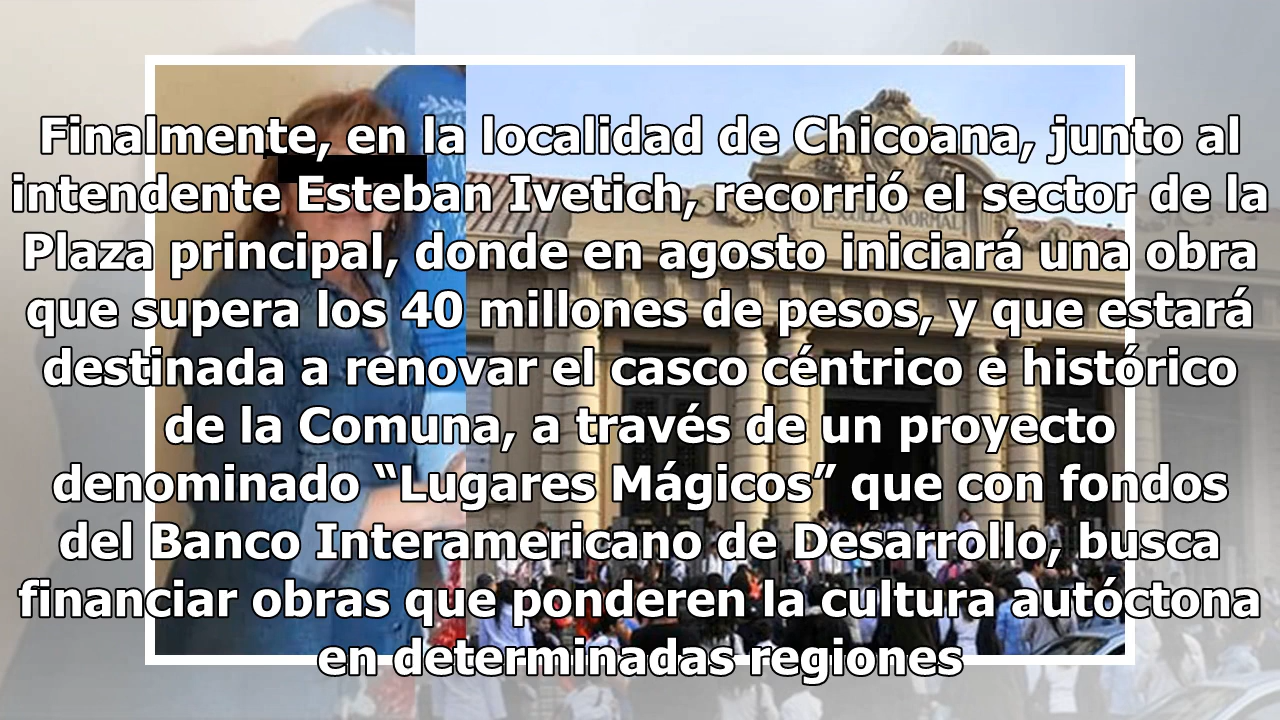 Finalmente, en la localidad de Chicoana, junto al
intendente Esteban Ivetich, recorrió el sector de la
Plaza principal, donde en agosto iniciará una obra
que supera los 40 millones de pesos, y que estará
destinada a renovar el casco céntrico e histórico
de la Comuna, a través de un proyecto
denominado “Lugares Mágicos” que con fondos
del Banco Interamericano de Desarrollo, busca
financiar obras que ponderen la cultura autóctona
en determinadas regiones
ESCUELA NORMAL